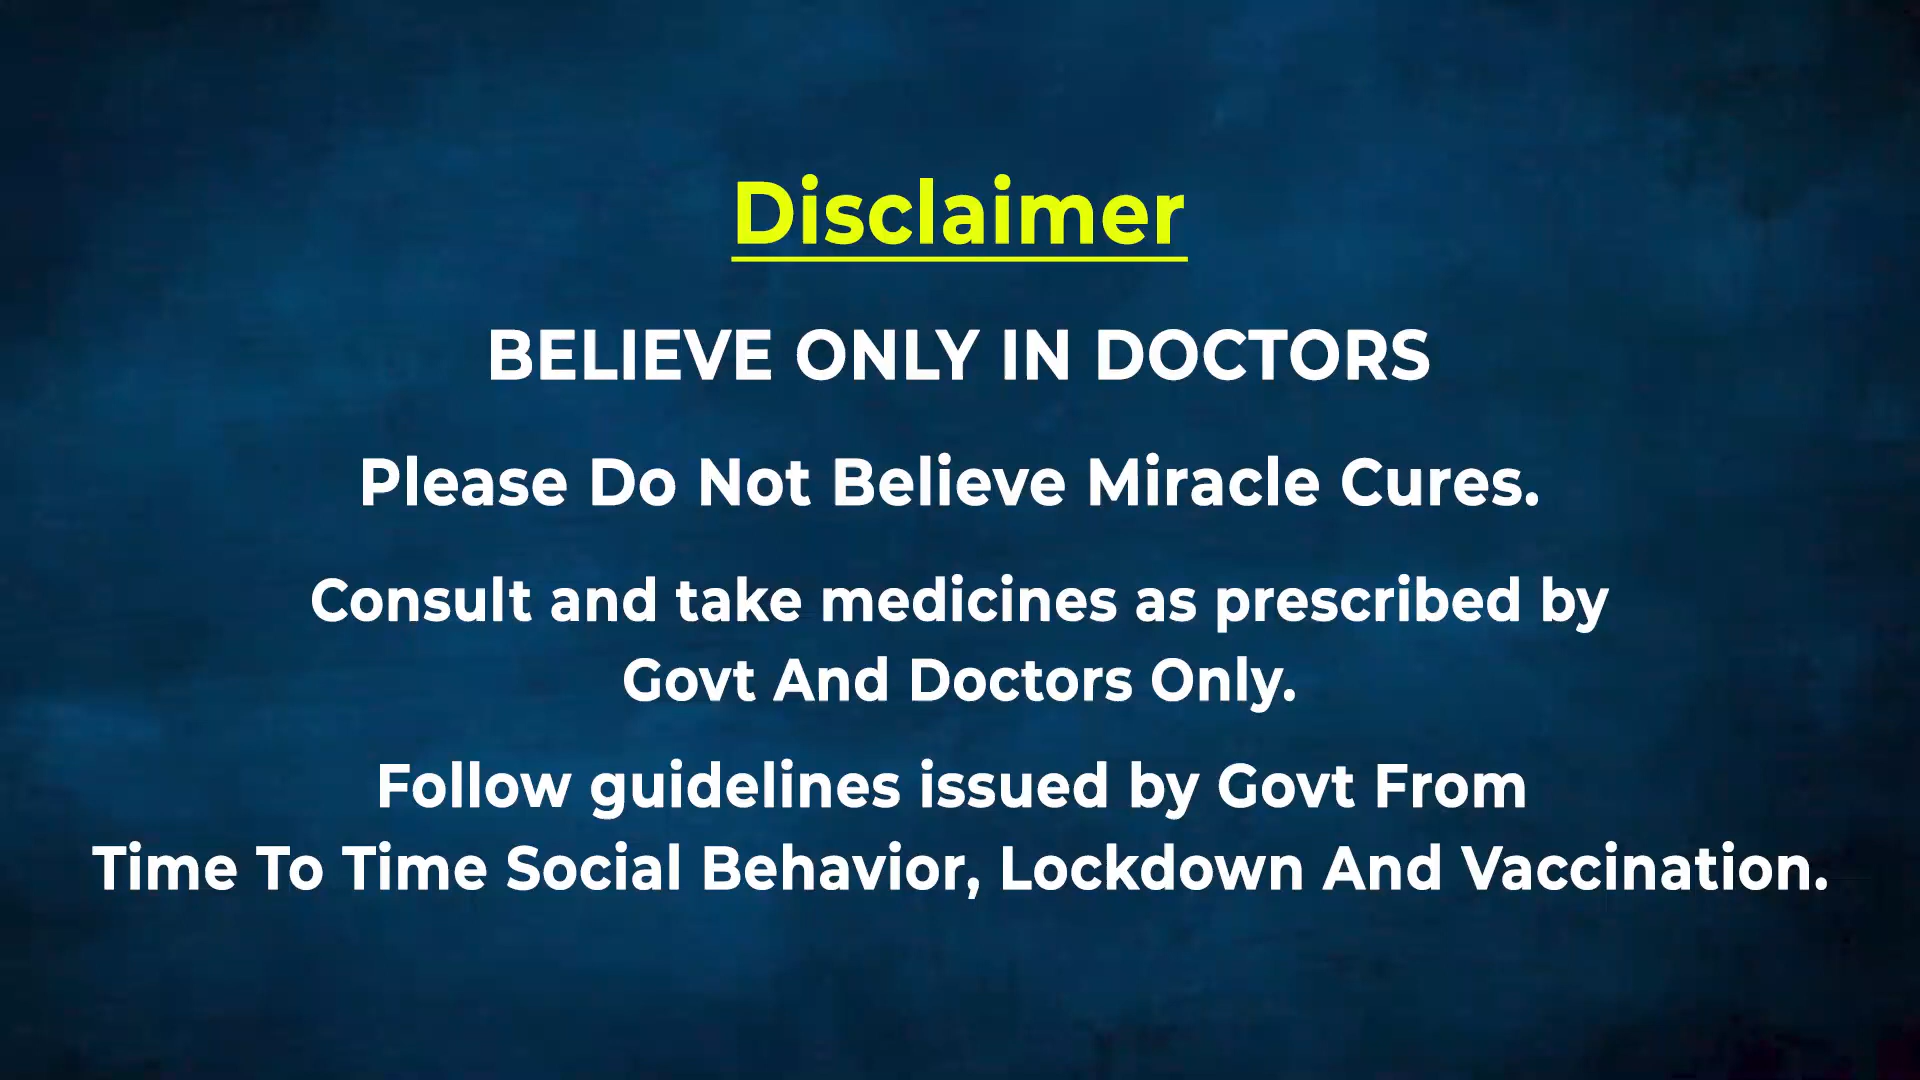 Disclaimer
BELIEVE ONLY IN DOCTORS
Please Do Not Believe Miracle Cures.
Consult and take medicines as prescribed by
Govt And Doctors Only.
Follow guidelines issued by Govt From
Time To Time Social Behavior, Lockdown And Vaccination.